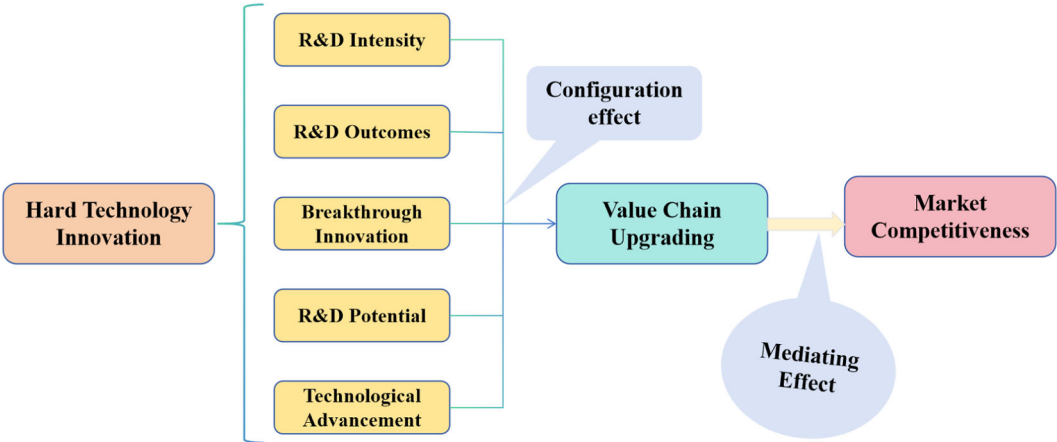 R&D Intensity
Configuration
effect
R&D Outcomes
Hard Technology
Innovation
Breakthrough
Innovation
Value Chain
Upgrading
Market
Competitiveness
R&D Potential
Mediating
Effect
Technological
Advancement